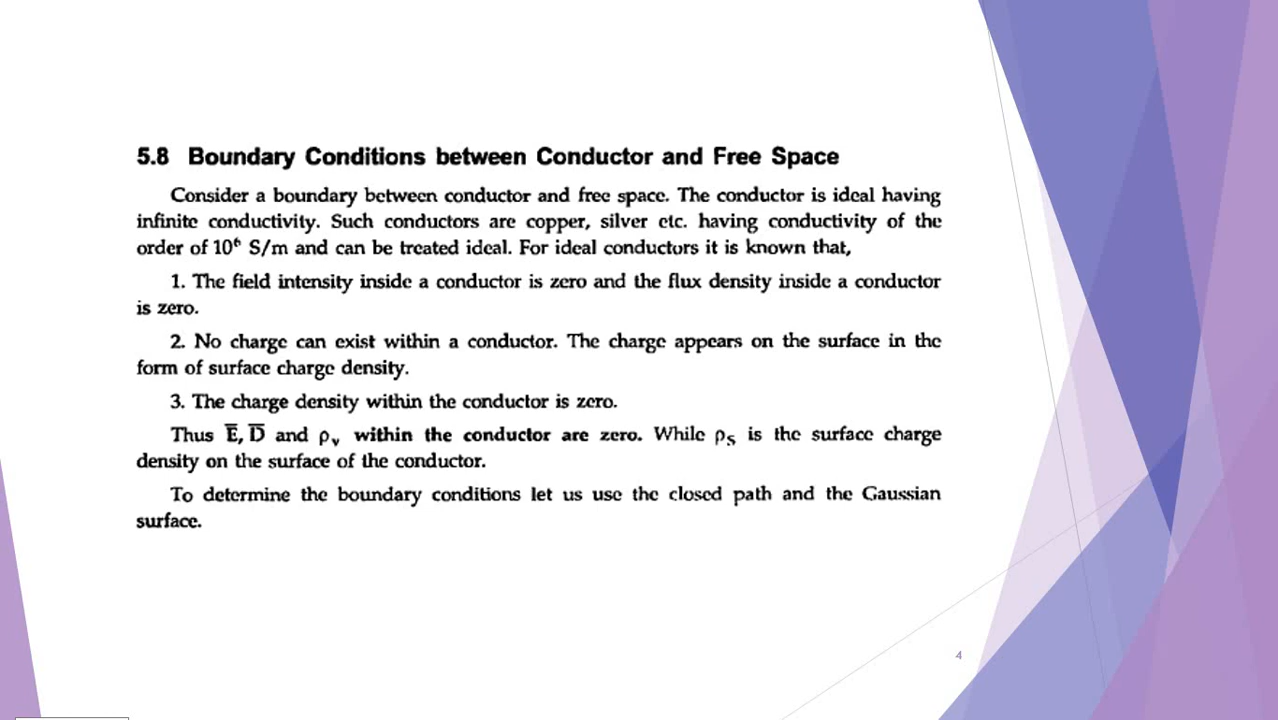 5.8 Boundary Conditions between Conductor and Free Space
Consider a boundary between conductor and free space. The conductor is ideal having
infinite conductivity. Such conductors are copper, silver etc. having conductivity of the
order of 10⁶ S/m and can be treated ideal. For ideal conductors it is known that,
1. The field intensity inside a conductor is zero and the flux density inside a conductor
is zero.
2. No charge can exist within a conductor. The charge appears on the surface in the
form of surface charge density.
3. The charge density within the conductor is zero.
Thus E̅, D̅ and ρᵥ within the conductor are zero. While ρS is the surface charge
density on the surface of the conductor.
To determine the boundary conditions let us use the closed path and the Gaussian
surface.
4